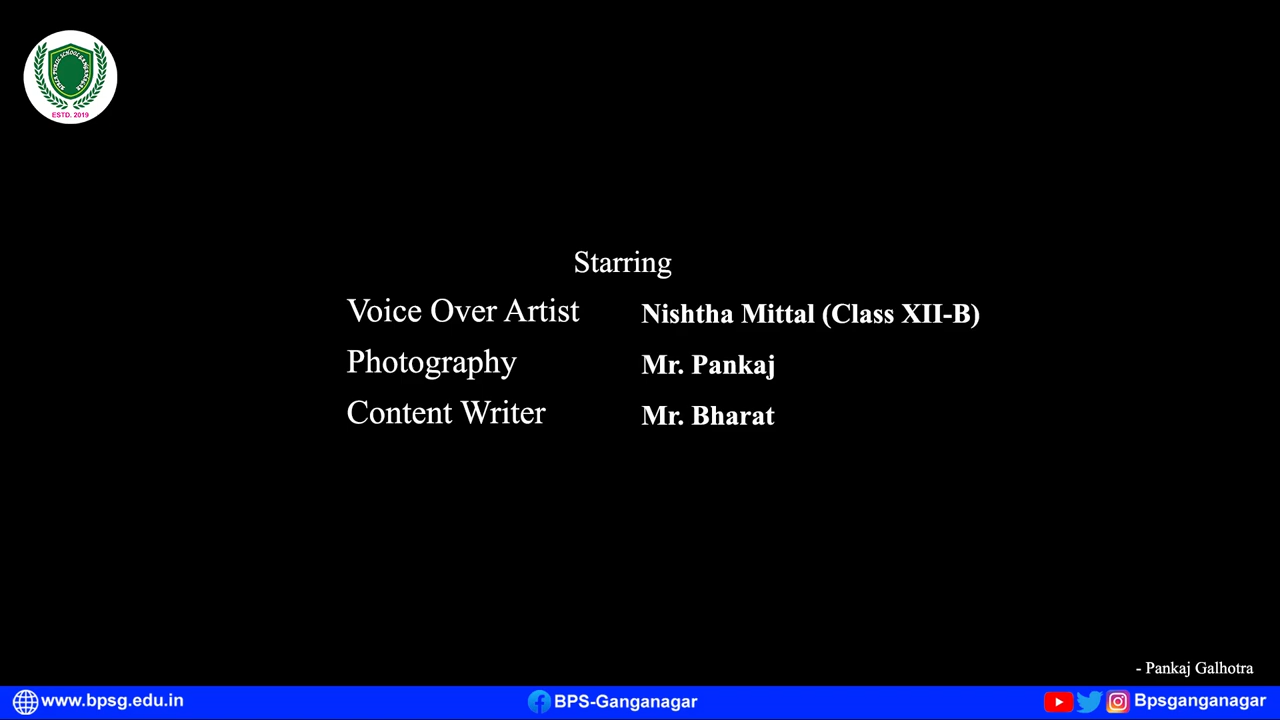 ESTD. 2019
Starring
Voice Over Artist Nishtha Mittal (Class XII-B)
Photography Mr. Pankaj
Content Writer Mr. Bharat
- Pankaj Galhotra
www.bpsg.edu.in BPS-Ganganagar Bpsganganagar